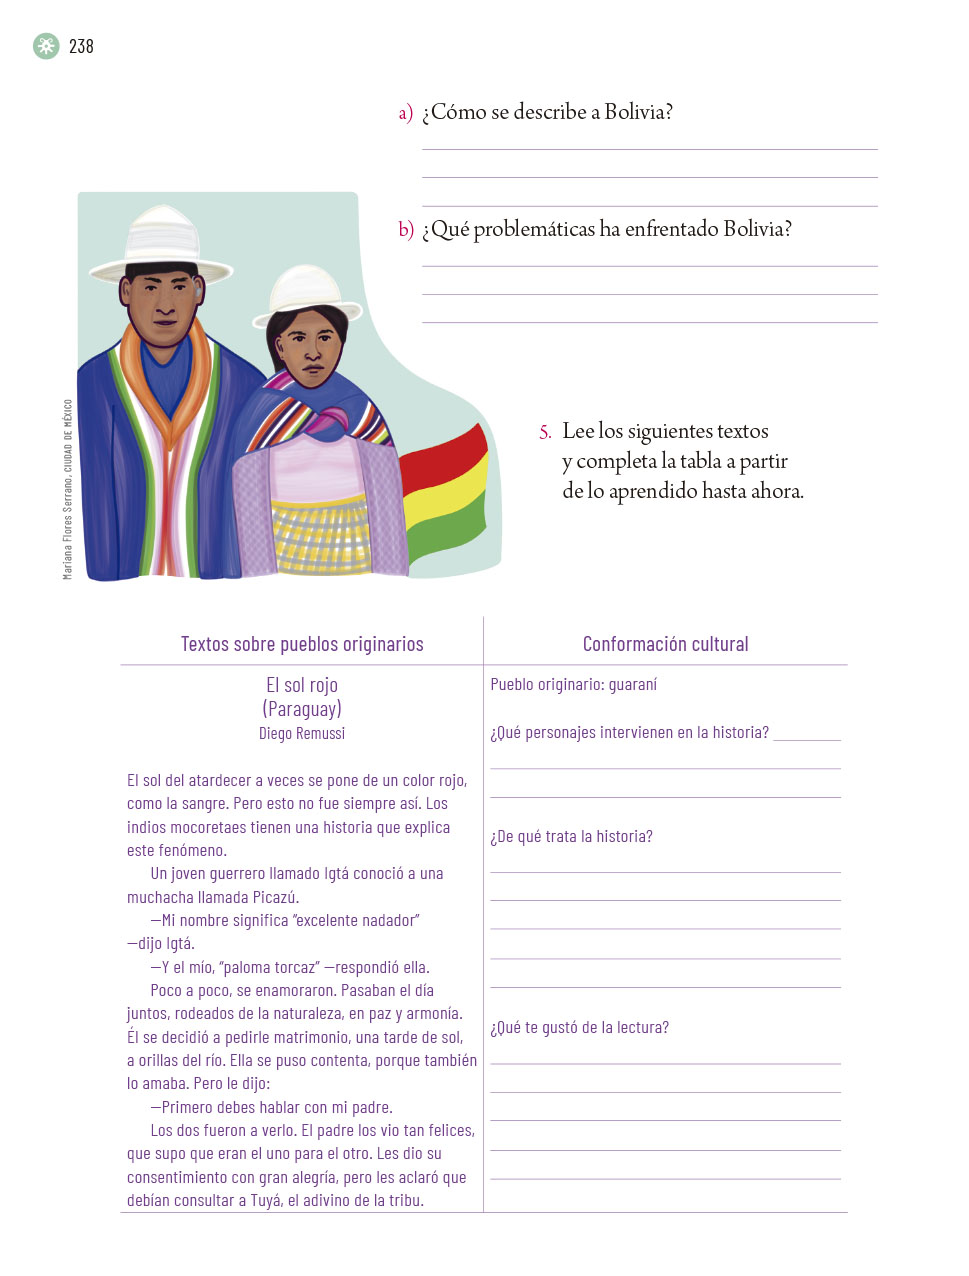 238
a) ¿Cómo se describe a Bolivia?
b) ¿Qué problemáticas ha enfrentado Bolivia?
Mariana Flores Serrano, CIUDAD DE MÉXICO
5. Lee los siguientes textos
y completa la tabla a partir
de lo aprendido hasta ahora.
Textos sobre pueblos originarios
El sol rojo
(Paraguay)
Diego Remussi
El sol del atardecer a veces se pone de un color rojo,
como la sangre. Pero esto no fue siempre así. Los
indios mocoretaes tienen una historia que explica
este fenómeno.
Un joven guerrero llamado Igtá conoció a una
muchacha llamada Picazú.
—Mi nombre significa “excelente nadador”
—dijo Igtá.
—Y el mío, “paloma torcaz” —respondió ella.
Poco a poco, se enamoraron. Pasaban el día
juntos, rodeados de la naturaleza, en paz y armonía.
Él se decidió a pedirle matrimonio, una tarde de sol,
a orillas del río. Ella se puso contenta, porque también
lo amaba. Pero le dijo:
—Primero debes hablar con mi padre.
Los dos fueron a verlo. El padre los vio tan felices,
que supo que eran el uno para el otro. Les dio su
consentimiento con gran alegría, pero les aclaró que
debían consultar a Tuyá, el adivino de la tribu.
Conformación cultural
Pueblo originario: guaraní
¿Qué personajes intervienen en la historia?
¿De qué trata la historia?
¿Qué te gustó de la lectura?